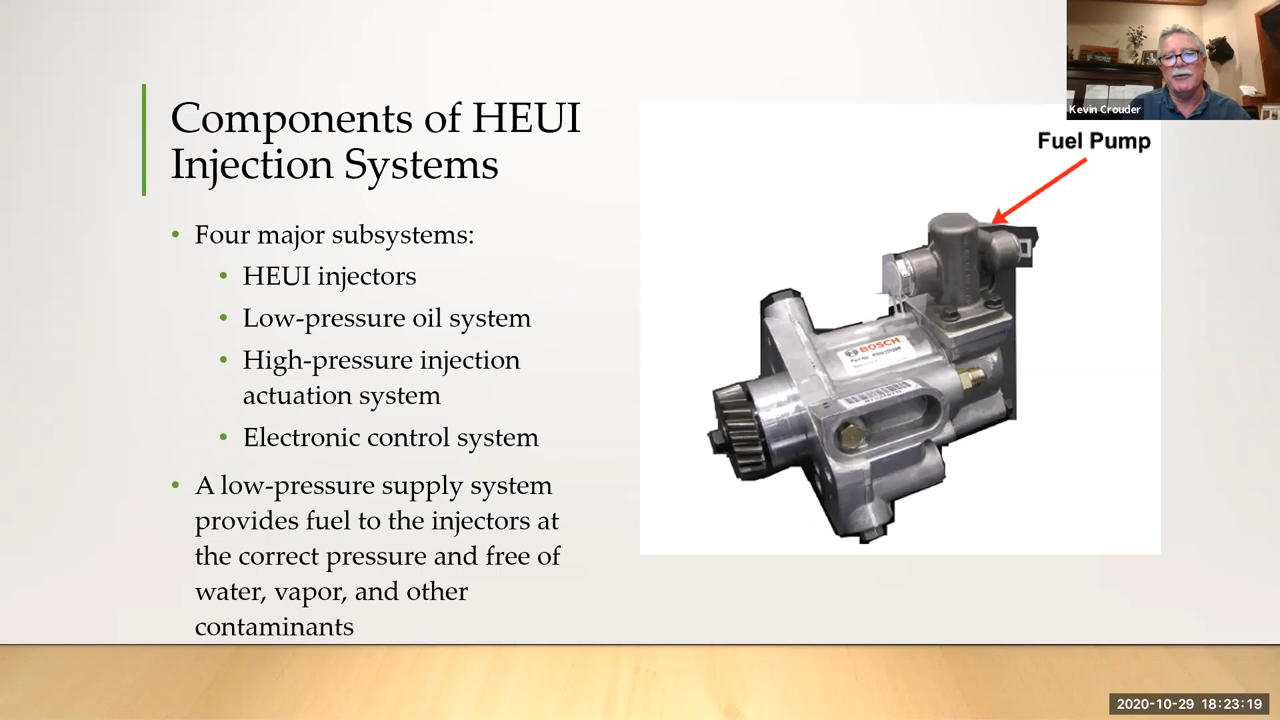 Kevin Crouder
Components of HEUI
Injection Systems
Fuel Pump
• Four major subsystems:
• HEUI injectors
• Low-pressure oil system
• High-pressure injection
actuation system
• Electronic control system
• A low-pressure supply system
provides fuel to the injectors at
the correct pressure and free of
water, vapor, and other
contaminants
BOSCH
2020-10-29 18:23:19